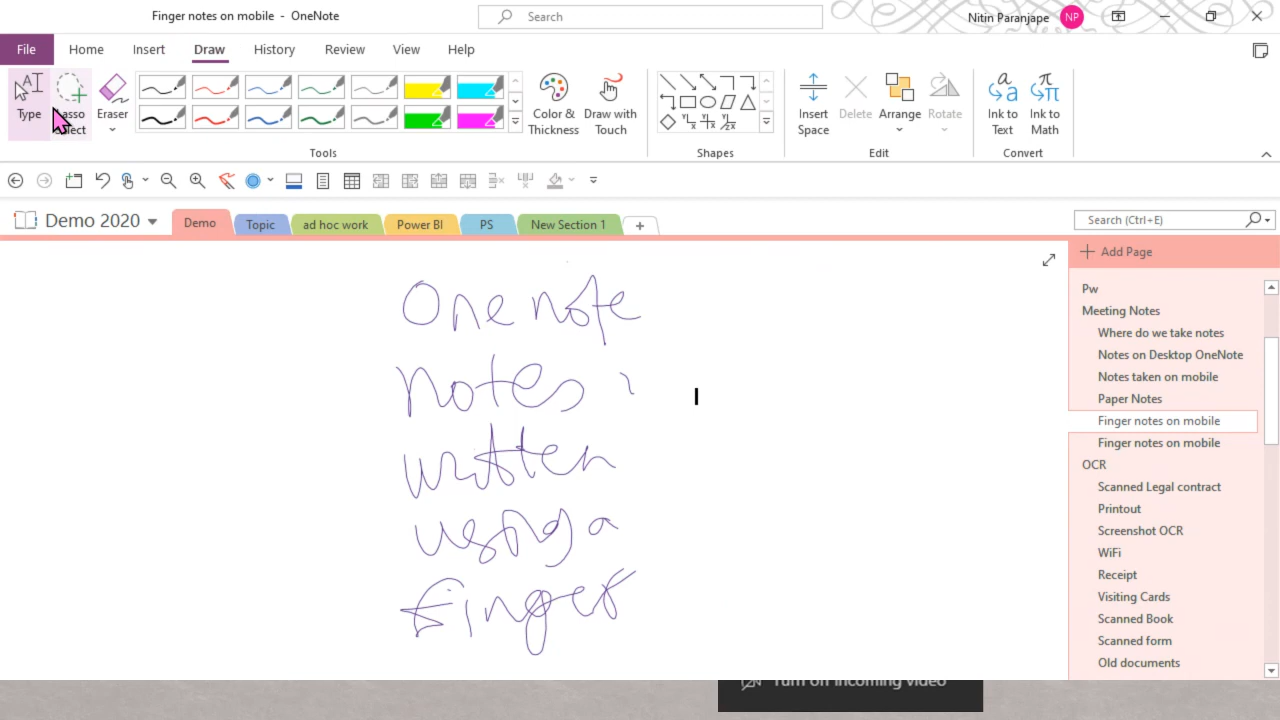 Finger notes on mobile - OneNote
Search
Nitin Paranjape NP
File Home Insert Draw History Review View Help
Type
Lasso Select
Eraser
Color & Thickness
Draw with Touch
Insert Space
Delete
Arrange
Rotate
Ink to Text
Ink to Math
Tools
Shapes
Edit
Convert
Demo 2020
Demo
Topic
ad hoc work
Power BI
PS
New Section 1
Search (Ctrl+E)
One note
notes
written
using a
finger
Add Page
Pw
Meeting Notes
Where do we take notes
Notes on Desktop OneNote
Notes taken on mobile
Paper Notes
Finger notes on mobile
Finger notes on mobile
OCR
Scanned Legal contract
Printout
Screenshot OCR
WiFi
Receipt
Visiting Cards
Scanned Book
Scanned form
Old documents
Turn on incoming video